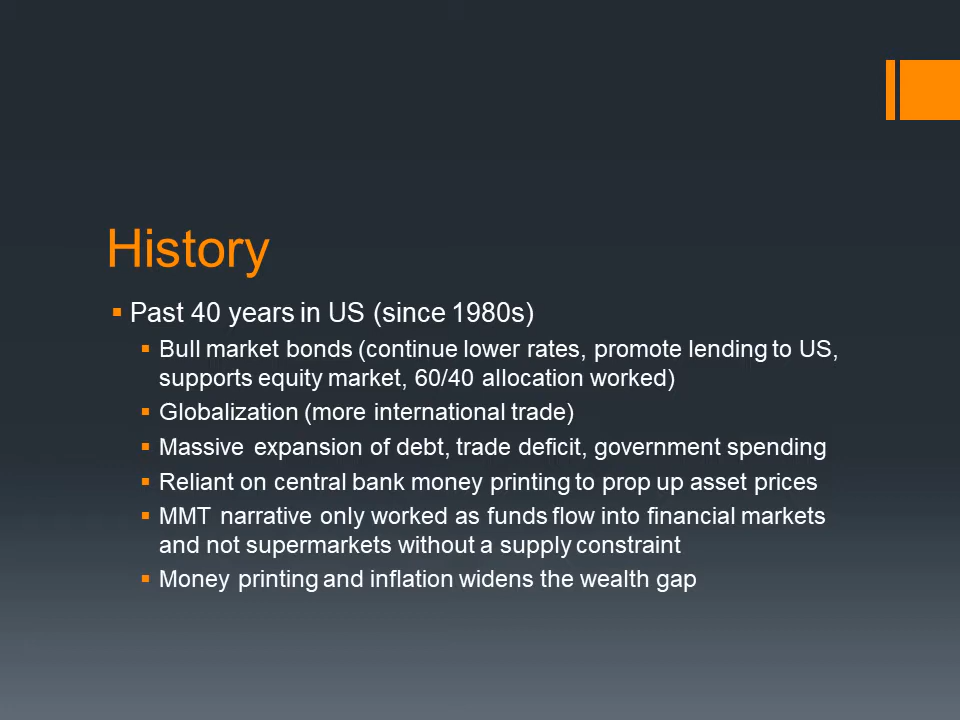 History
Past 40 years in US (since 1980s)
Bull market bonds (continue lower rates, promote lending to US,
supports equity market, 60/40 allocation worked)
Globalization (more international trade)
Massive expansion of debt, trade deficit, government spending
Reliant on central bank money printing to prop up asset prices
MMT narrative only worked as funds flow into financial markets
and not supermarkets without a supply constraint
Money printing and inflation widens the wealth gap